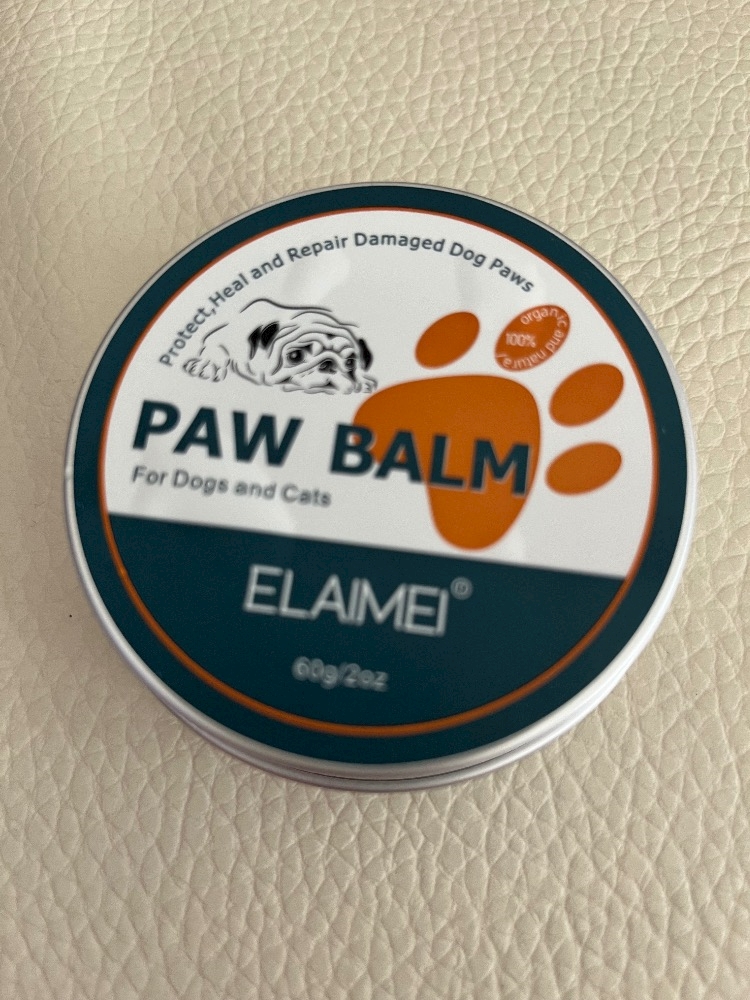 Protect, Heal and Repair Damaged Dog Paws
organic and natural
100%
PAW BALM
For Dogs and Cats
ELAIMEI®
60g/2oz